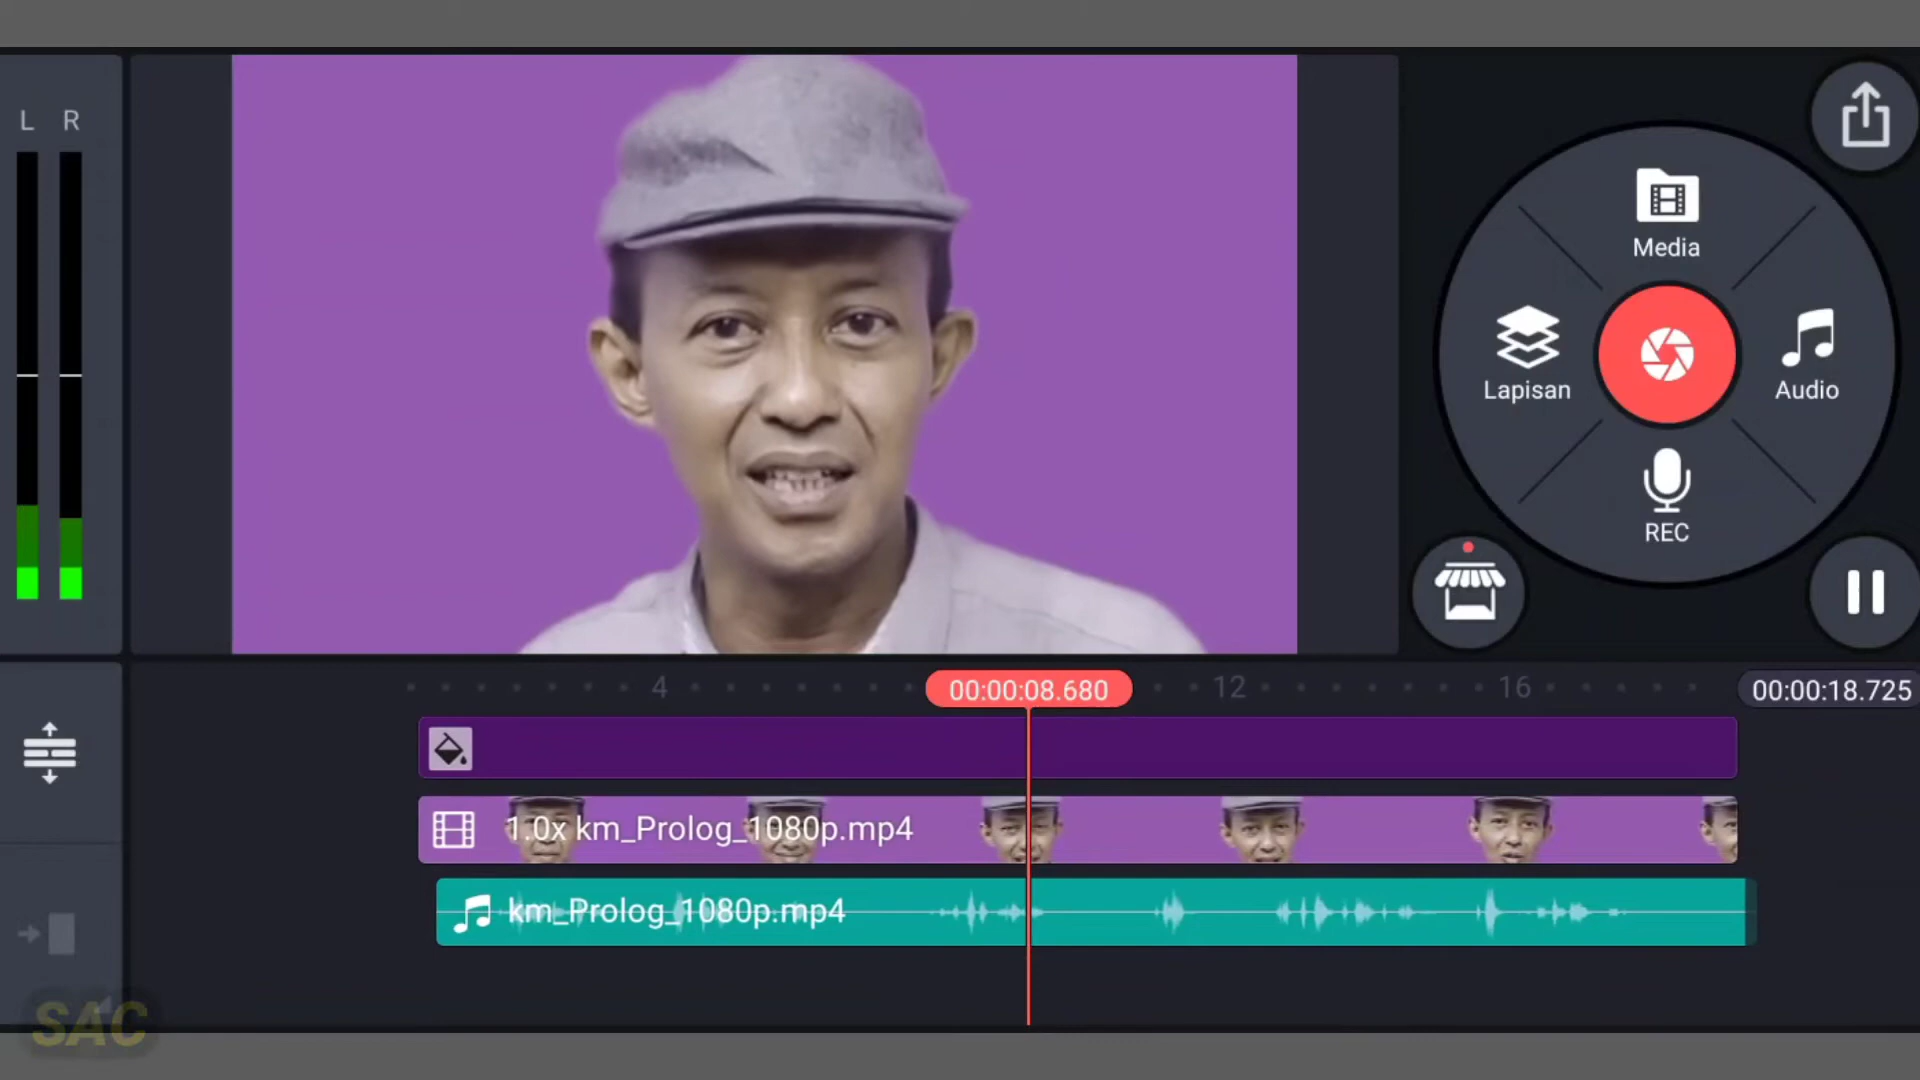 L R
Media
Lapisan
Audio
REC
4
00:00:08.680
12
16
00:00:18.725
1.0x km_Prolog_1080p.mp4
km_Prolog_1080p.mp4
SAC